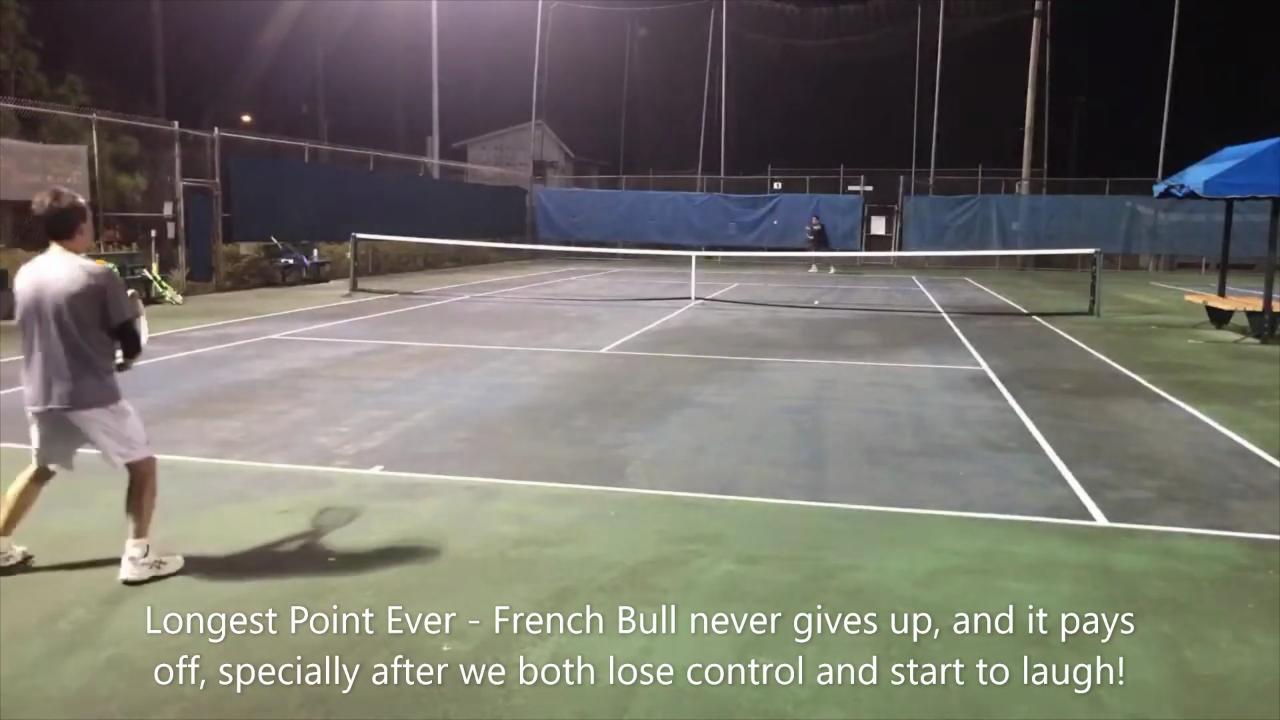 Longest Point Ever - French Bull never gives up, and it pays
off, specially after we both lose control and start to laugh!